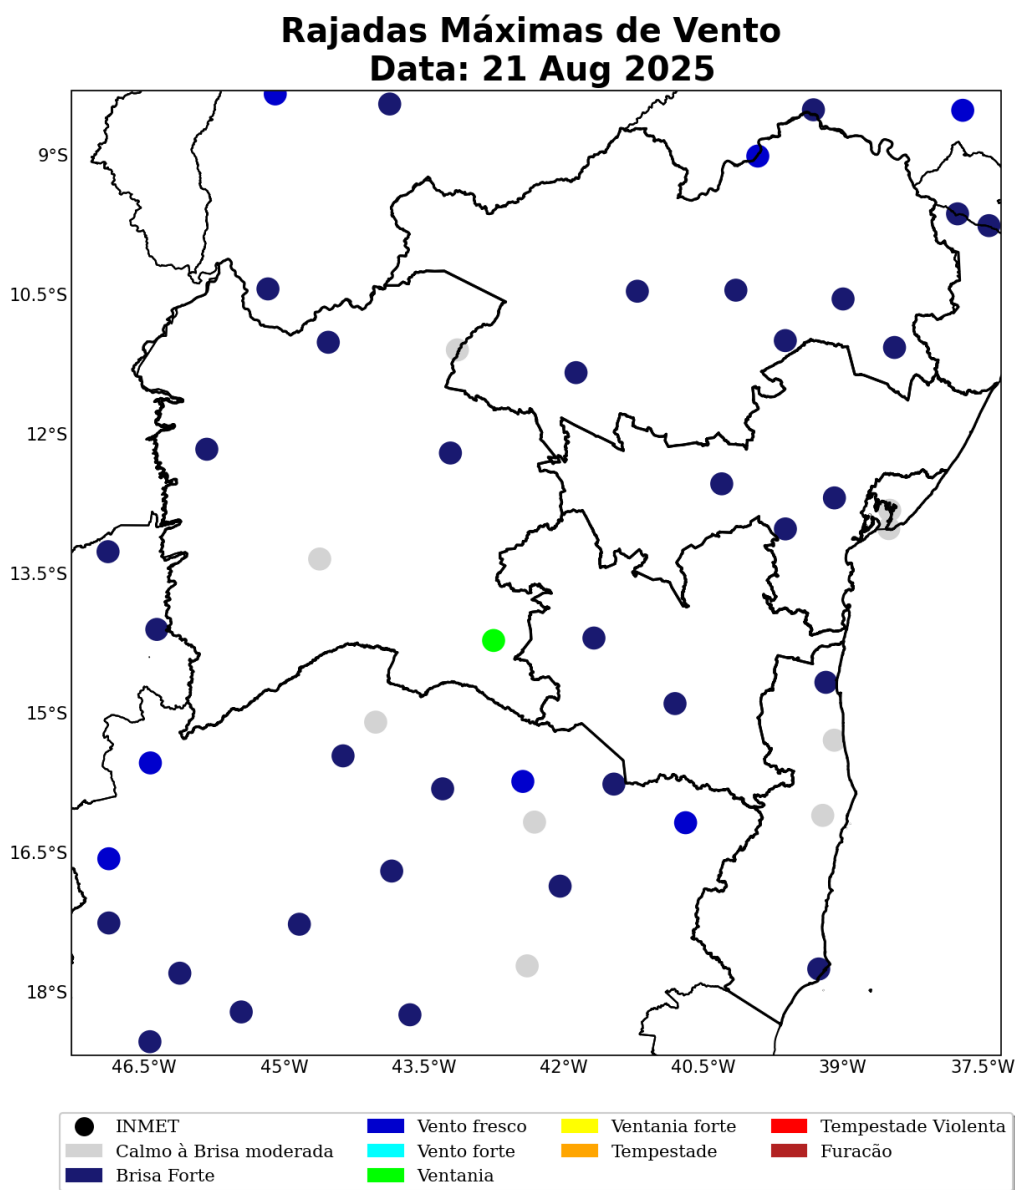 Rajadas Máximas de Vento
Data: 21 Aug 2025
9°S
10.5°S
12°S
13.5°S
15°S
16.5°S
18°S
46.5°W 45°W 43.5°W 42°W 40.5°W 39°W 37.5°W
INMET Vento fresco Ventania forte Tempestade Violenta
Calmo à Brisa moderada Vento forte Tempestade Furacão
Brisa Forte Ventania